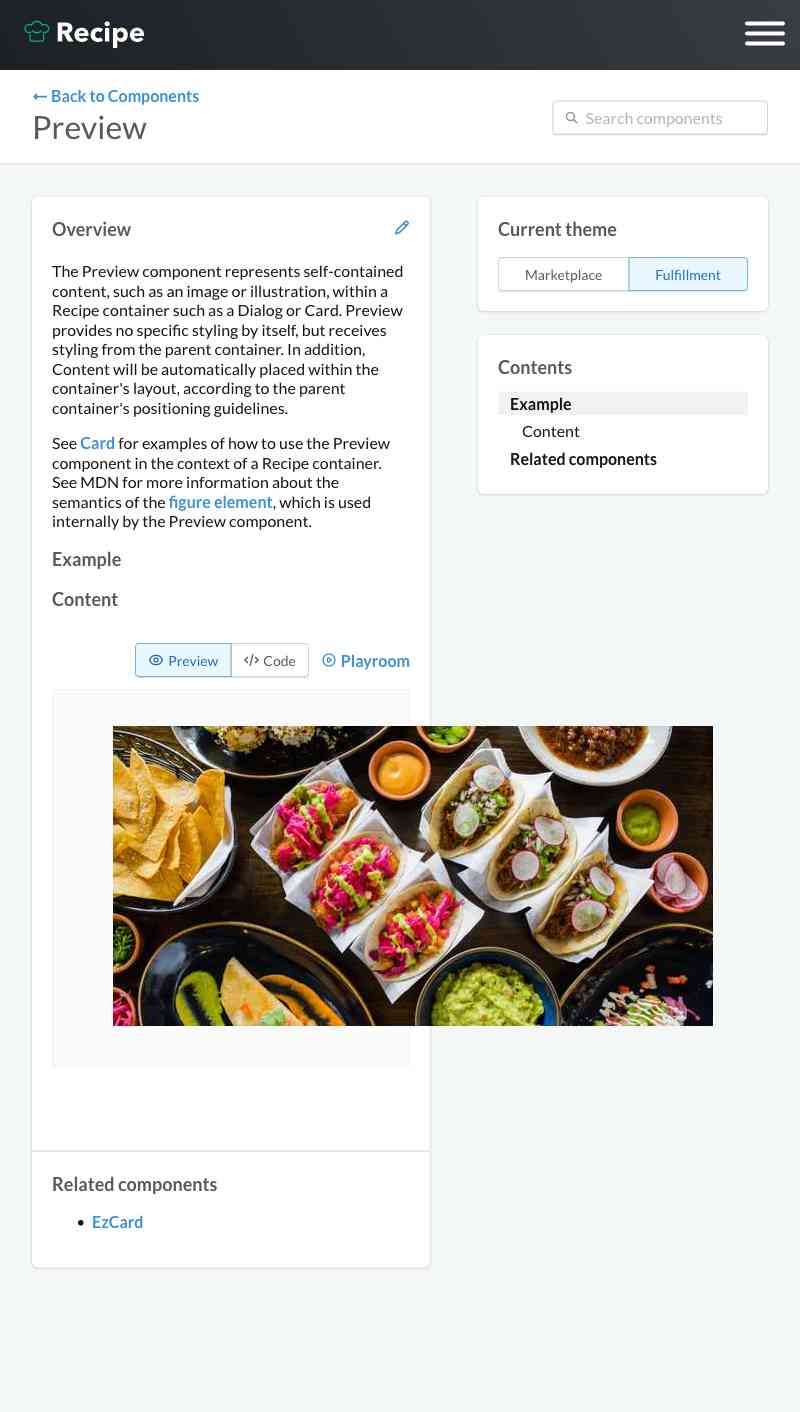 Recipe
← Back to Components
Preview
Search components
Overview
The Preview component represents self-contained
content, such as an image or illustration, within a
Recipe container such as a Dialog or Card. Preview
provides no specific styling by itself, but receives
styling from the parent container. In addition,
Content will be automatically placed within the
container's layout, according to the parent
container's positioning guidelines.
See Card for examples of how to use the Preview
component in the context of a Recipe container.
See MDN for more information about the
semantics of the figure element, which is used
internally by the Preview component.
Example
Content
Preview
</> Code
Playroom
Related components
• EzCard
Current theme
Marketplace
Fulfillment
Contents
Example
Content
Related components